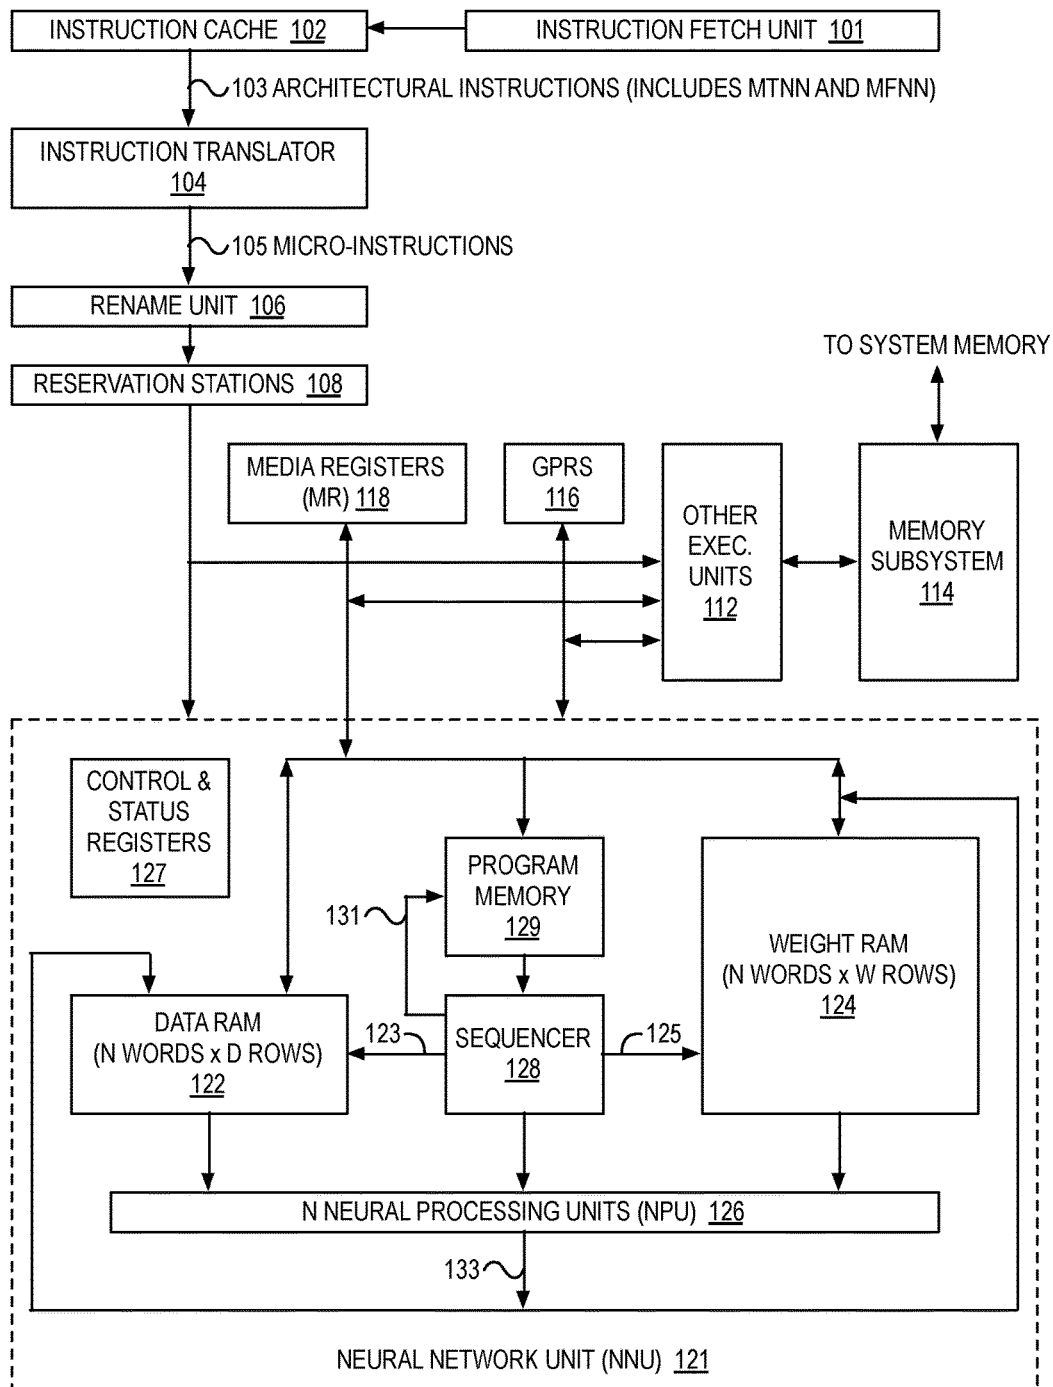 INSTRUCTION CACHE 102
INSTRUCTION FETCH UNIT 101
103 ARCHITECTURAL INSTRUCTIONS (INCLUDES MTNN AND MFNN)
INSTRUCTION TRANSLATOR
104
105 MICRO-INSTRUCTIONS
RENAME UNIT 106
RESERVATION STATIONS 108
TO SYSTEM MEMORY
MEDIA REGISTERS
(MR) 118
GPRS
116
OTHER
EXEC.
UNITS
112
MEMORY
SUBSYSTEM
114
CONTROL &
STATUS
REGISTERS
127
PROGRAM
MEMORY
129
131
WEIGHT RAM
(N WORDS x W ROWS)
124
DATA RAM
(N WORDS x D ROWS)
122
123
SEQUENCER
128
125
N NEURAL PROCESSING UNITS (NPU) 126
133
NEURAL NETWORK UNIT (NNU) 121